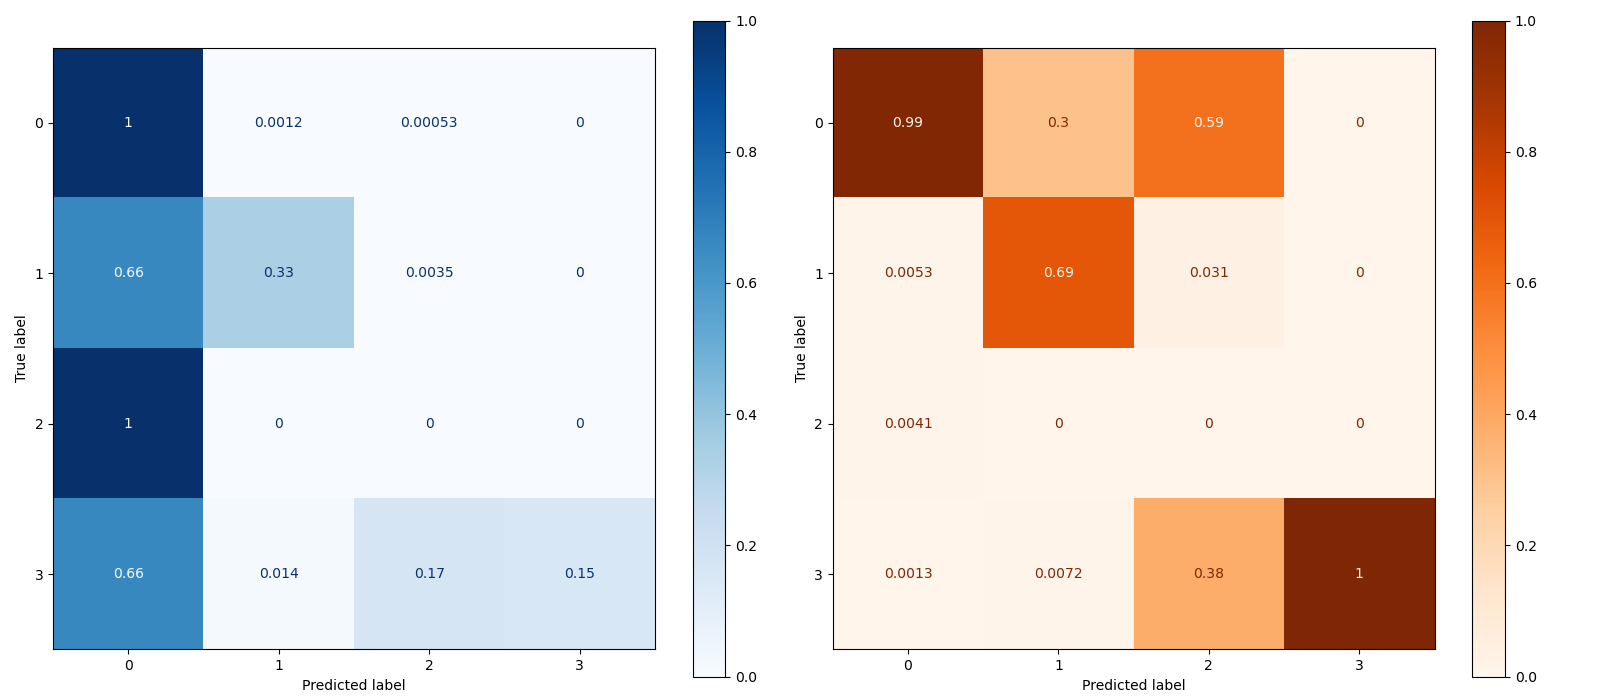 1.0
0.8
0.6
0.4
0.2
0.0
0 1 0.0012 0.00053 0
1 0.66 0.33 0.0035 0
2 1 0 0 0
3 0.66 0.014 0.17 0.15
0 1 2 3
True label
Predicted label
1.0
0.8
0.6
0.4
0.2
0.0
0 0.99 0.3 0.59 0
1 0.0053 0.69 0.031 0
2 0.0041 0 0 0
3 0.0013 0.0072 0.38 1
0 1 2 3
True label
Predicted label